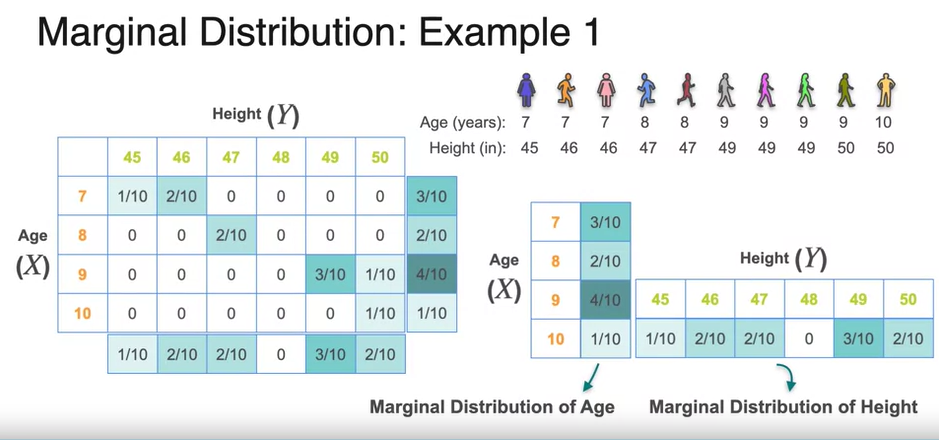 Marginal Distribution: Example 1
Age (years): 7 7 7 8 8 9 9 9 9 10
Height (in): 45 46 46 47 47 49 49 49 50 50
Height (Y)
45 46 47 48 49 50
7 1/10 2/10 0 0 0 0 3/10
8 0 0 2/10 0 0 0 2/10
9 0 0 0 0 3/10 1/10 4/10
10 0 0 0 0 0 1/10 1/10
1/10 2/10 2/10 0 3/10 2/10
Age
(X)
7 3/10
8 2/10
9 4/10
10 1/10
Age
(X)
Height (Y)
45 46 47 48 49 50
1/10 2/10 2/10 0 3/10 2/10
Marginal Distribution of Age
Marginal Distribution of Height